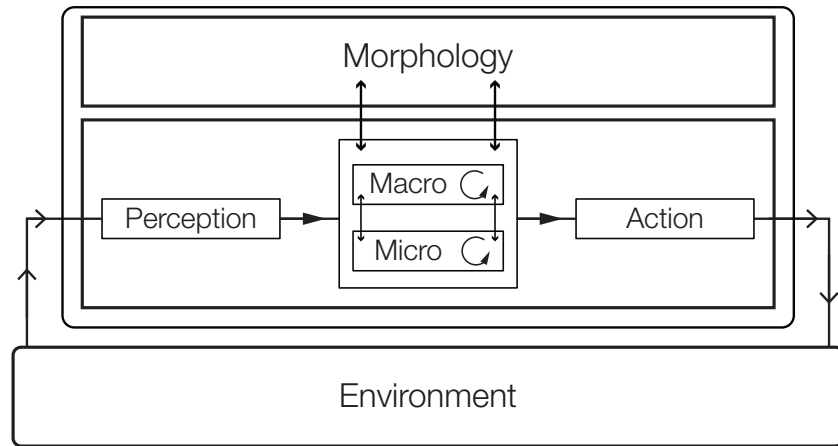 Morphology
Macro
Perception
Action
Micro
Environment